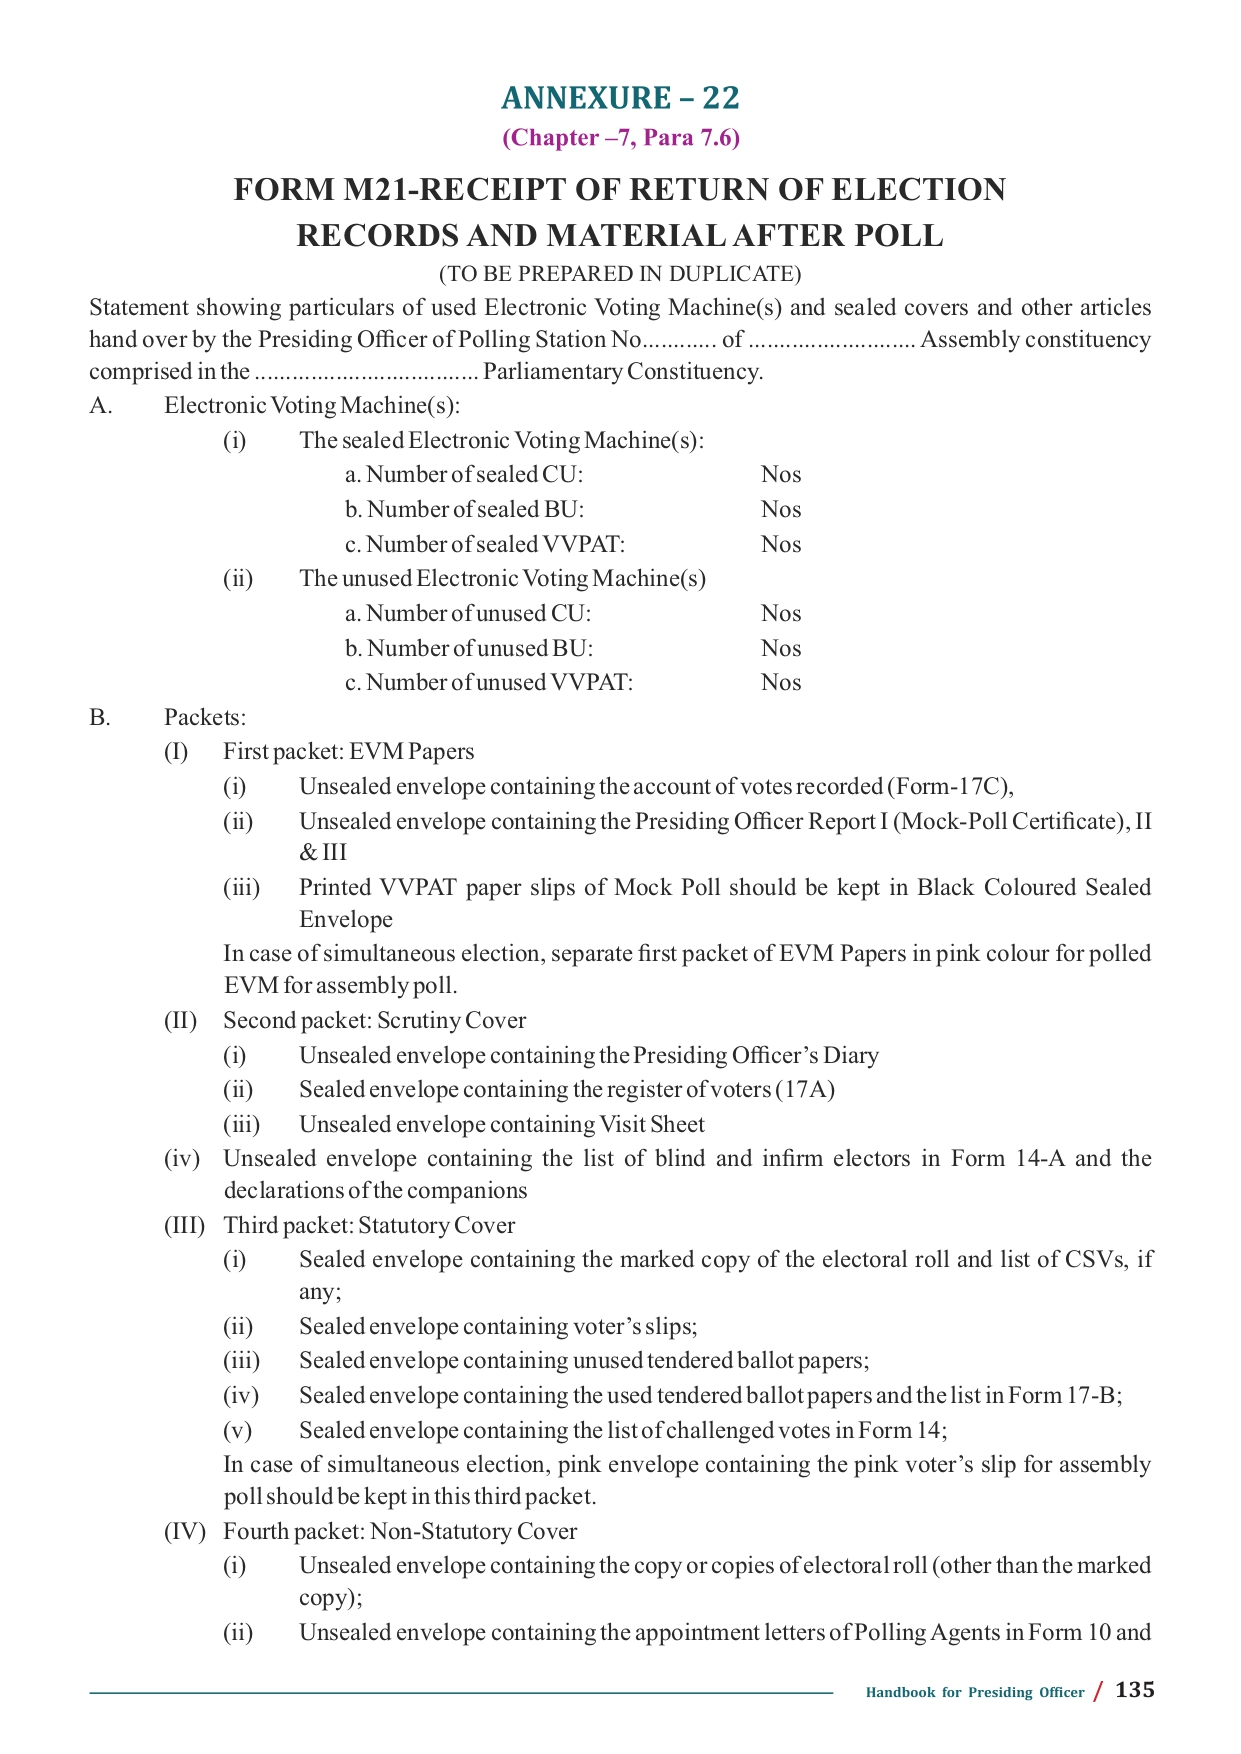 ANNEXURE – 22
(Chapter –7, Para 7.6)
FORM M21-RECEIPT OF RETURN OF ELECTION
RECORDS AND MATERIAL AFTER POLL
(TO BE PREPARED IN DUPLICATE)
Statement showing particulars of used Electronic Voting Machine(s) and sealed covers and other articles
hand over by the Presiding Officer of Polling Station No............ of ........................... Assembly constituency
comprised in the .................................... Parliamentary Constituency.
A. Electronic Voting Machine(s):
(i) The sealed Electronic Voting Machine(s):
a. Number of sealed CU: Nos
b. Number of sealed BU: Nos
c. Number of sealed VVPAT: Nos
(ii) The unused Electronic Voting Machine(s)
a. Number of unused CU: Nos
b. Number of unused BU: Nos
c. Number of unused VVPAT: Nos
B. Packets:
(I) First packet: EVM Papers
(i) Unsealed envelope containing the account of votes recorded (Form-17C),
(ii) Unsealed envelope containing the Presiding Officer Report I (Mock-Poll Certificate), II
& III
(iii) Printed VVPAT paper slips of Mock Poll should be kept in Black Coloured Sealed
Envelope
In case of simultaneous election, separate first packet of EVM Papers in pink colour for polled
EVM for assembly poll.
(II) Second packet: Scrutiny Cover
(i) Unsealed envelope containing the Presiding Officer’s Diary
(ii) Sealed envelope containing the register of voters (17A)
(iii) Unsealed envelope containing Visit Sheet
(iv) Unsealed envelope containing the list of blind and infirm electors in Form 14-A and the
declarations of the companions
(III) Third packet: Statutory Cover
(i) Sealed envelope containing the marked copy of the electoral roll and list of CSVs, if
any;
(ii) Sealed envelope containing voter’s slips;
(iii) Sealed envelope containing unused tendered ballot papers;
(iv) Sealed envelope containing the used tendered ballot papers and the list in Form 17-B;
(v) Sealed envelope containing the list of challenged votes in Form 14;
In case of simultaneous election, pink envelope containing the pink voter’s slip for assembly
poll should be kept in this third packet.
(IV) Fourth packet: Non-Statutory Cover
(i) Unsealed envelope containing the copy or copies of electoral roll (other than the marked
copy);
(ii) Unsealed envelope containing the appointment letters of Polling Agents in Form 10 and
Handbook for Presiding Officer / 135